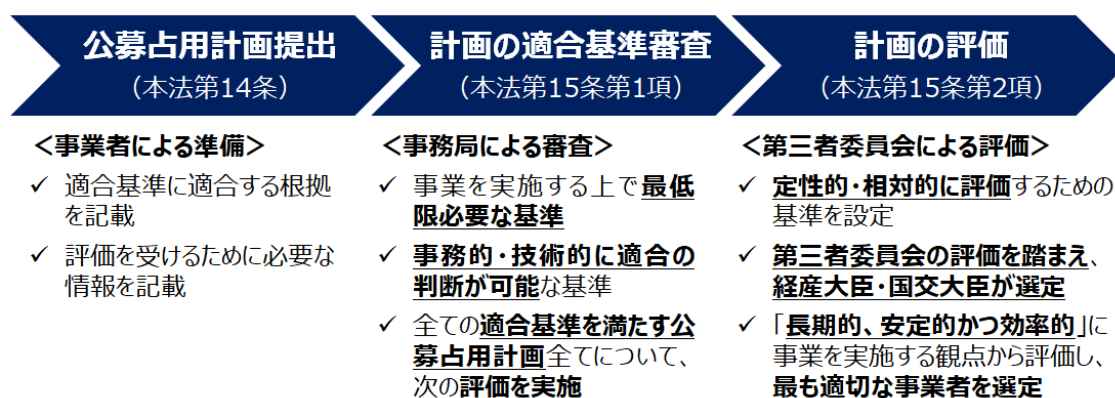 公募占用計画提出
（本法第14条）
＜事業者による準備＞
✓ 適合基準に適合する根拠
を記載
✓ 評価を受けるために必要な
情報を記載
計画の適合基準審査
（本法第15条第1項）
＜事務局による審査＞
✓ 事業を実施する上で最低
限必要な基準
✓ 事務的・技術的に適合の
判断が可能な基準
✓ 全ての適合基準を満たす公
募占用計画全てについて、
次の評価を実施
計画の評価
（本法第15条第2項）
＜第三者委員会による評価＞
✓ 定性的・相対的に評価するための
基準を設定
✓ 第三者委員会の評価を踏まえ、
経産大臣・国交大臣が選定
✓ 「長期的、安定的かつ効率的」に
事業を実施する観点から評価し、
最も適切な事業者を選定